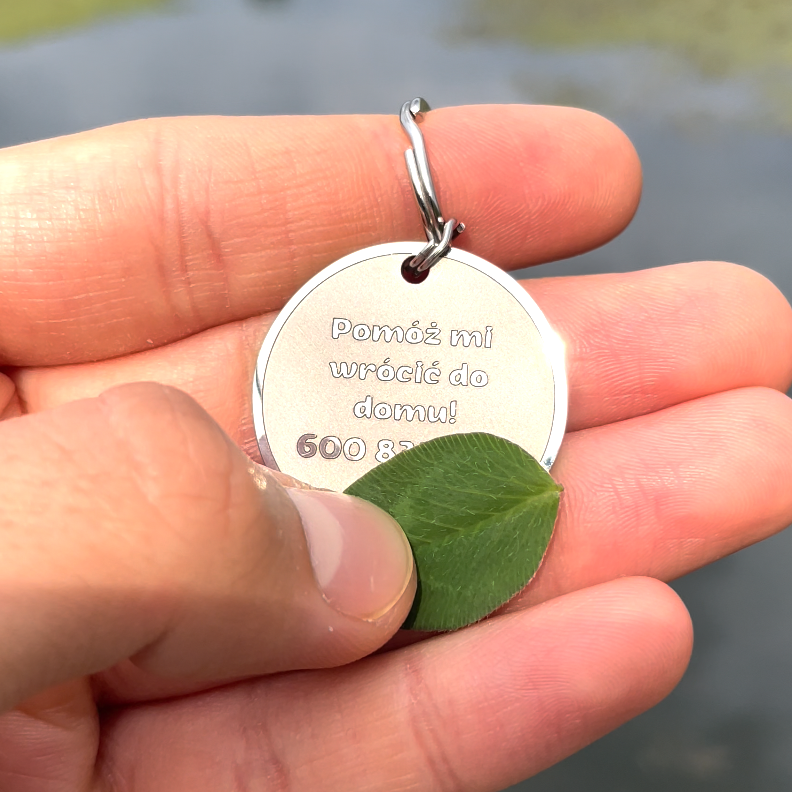 Pomóż mi
wrócić do
domu!
600